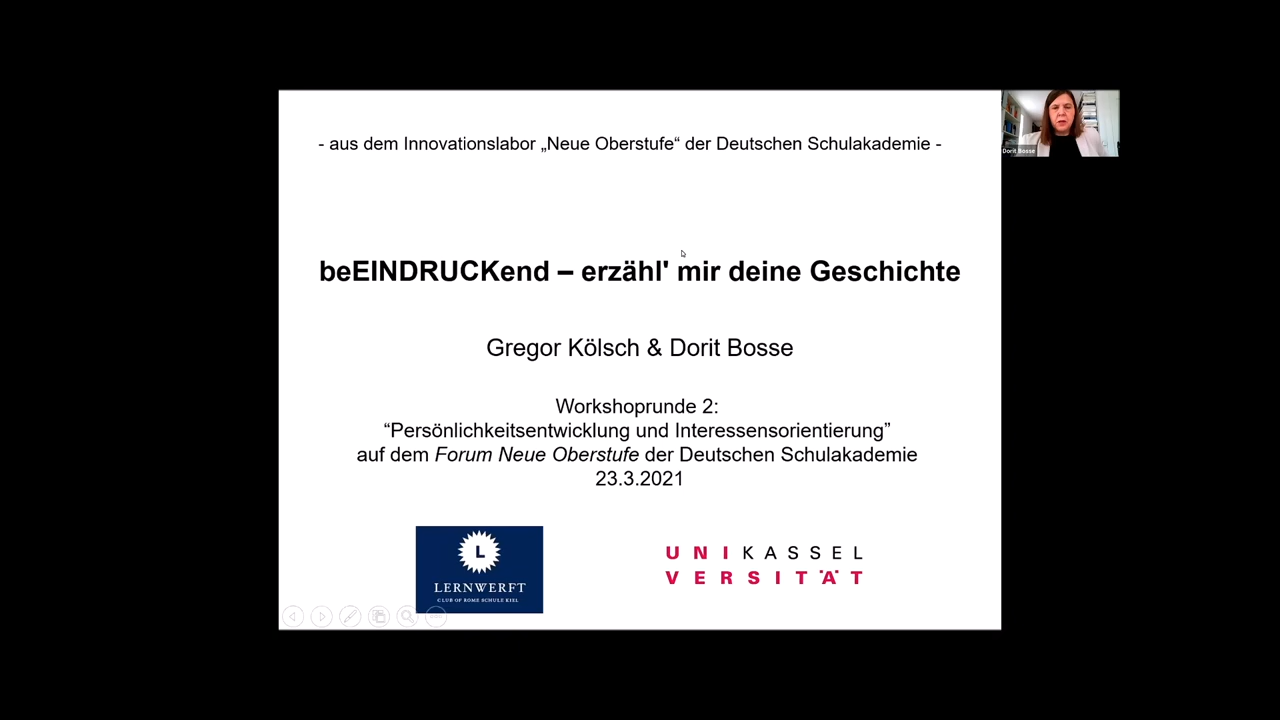 - aus dem Innovationslabor „Neue Oberstufe“ der Deutschen Schulakademie -
Dorit Bosse
beEINDRUCKend – erzähl' mir deine Geschichte
Gregor Kölsch & Dorit Bosse
Workshoprunde 2:
“Persönlichkeitsentwicklung und Interessensorientierung”
auf dem Forum Neue Oberstufe der Deutschen Schulakademie
23.3.2021
L
LERNWERFT
CLUB OF ROME SCHULE KIEL
UNIKASSEL
VERSITÄT